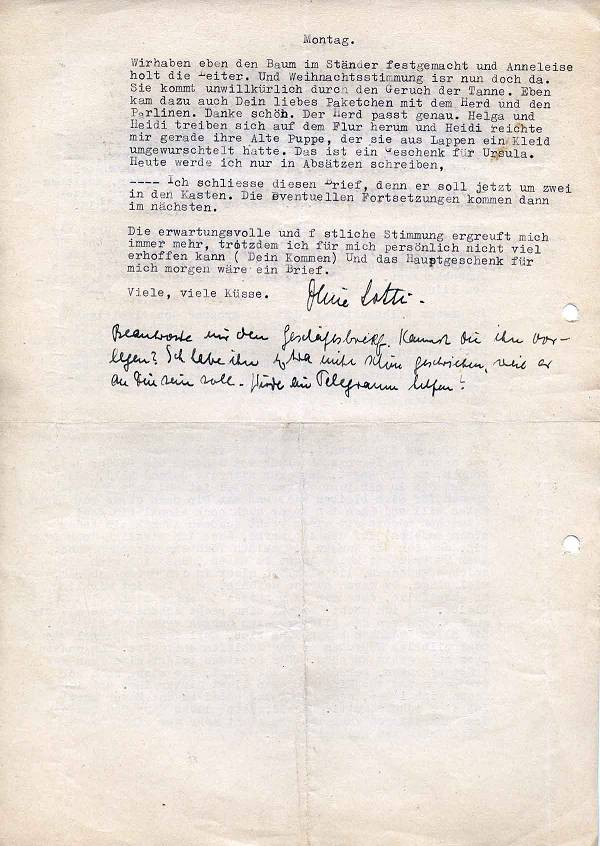 Montag.
Wirhaben eben den Baum im Ständer festgemacht und Anneleise
holt die Leiter. Und Weihnachtsstimmung isr nun doch da.
Sie kommt unwillkürlich durch den Geruch der Tanne. Eben
kam dazu auch Dein liebes Paketchen mit dem Herd und den
Perlinen. Danke schön. Der Herd passt genau. Helga und
Heidi treiben sich auf dem Flur herum und Heidi reichte
mir gerade ihre Alte Puppe, der sie aus Lappen ein Kleid
umgewurschtelt hatte. Das ist ein Geschenk für Ursula.
Heute werde ich nur in Absätzen schreiben,
---- Ich schliesse diesen Brief, denn er soll jetzt um zwei
in den Kasten. Die eventuellen Fortsetzungen kommen dann
im nächsten.
Die erwartungsvolle und f stliche Stimmung ergreuft mich
immer mehr, trotzdem ich für mich persönlich nicht viel
erhoffen kann ( Dein Kommen) Und das Hauptgeschenk für
mich morgen wäre ein Brief.
Viele, viele Küsse. Deine Lotti.
Beantworte mir den Geschäftsbrief. Kannst Du ihn vor-
legen? Ich habe ihn extra nicht schön geschrieben, weil er
an Dich sein soll. Würde ein Telegramm helfen?